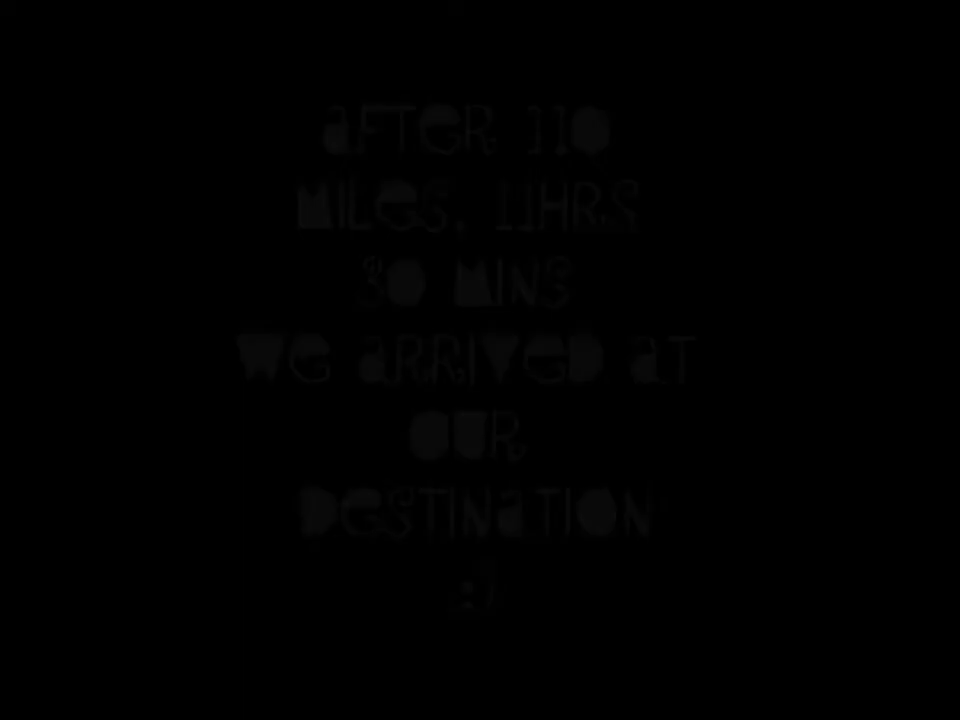 aFTeR 110
MILes, 11HRS
30 MINS
We aRRIVeD aT
OUR
DesTINaTION
:)